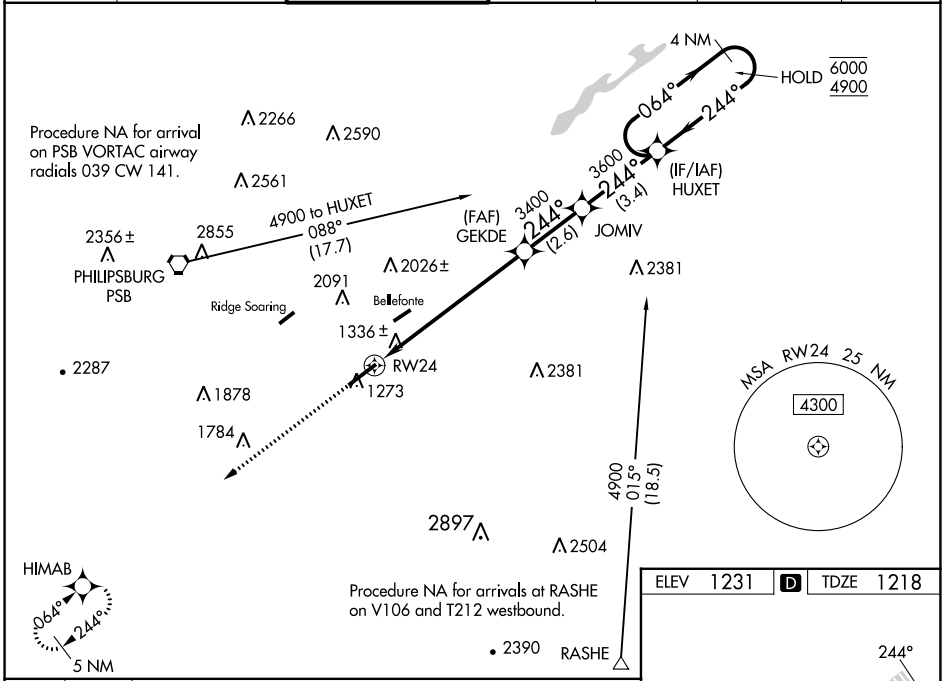 4 NM
HOLD 6000
4900
064°
244°
Procedure NA for arrival
on PSB VORTAC airway
radials 039 CW 141.
2266
2590
2561
3600
244°
(3.4)
(IF/IAF)
HUXET
4900 to HUXET
088°
(17.7)
(FAF)
GEKDE
3400
244°
(2.6)
JOMIV
2356 ±
2855
PHILIPSBURG
PSB
2026 ±
2381
2091
Ridge Soaring
Bellefonte
1336 ±
RW24
2287
2381
1878
1273
MSA RW24 25 NM
4300
1784
4900
015°
(18.5)
2897
2504
HIMAB
064°
244°
5 NM
Procedure NA for arrivals at RASHE
on V106 and T212 westbound.
2390
RASHE
ELEV 1231 D TDZE 1218
244°